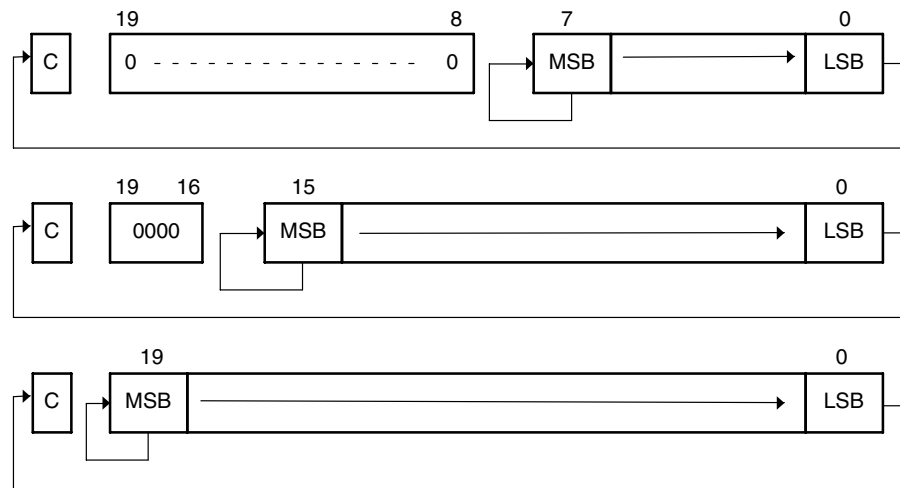 19 8 7 0
C 0 - - - - - - - - - - - - - - - 0 MSB LSB
19 16 15 0
C 0000 MSB LSB
19 0
C MSB LSB